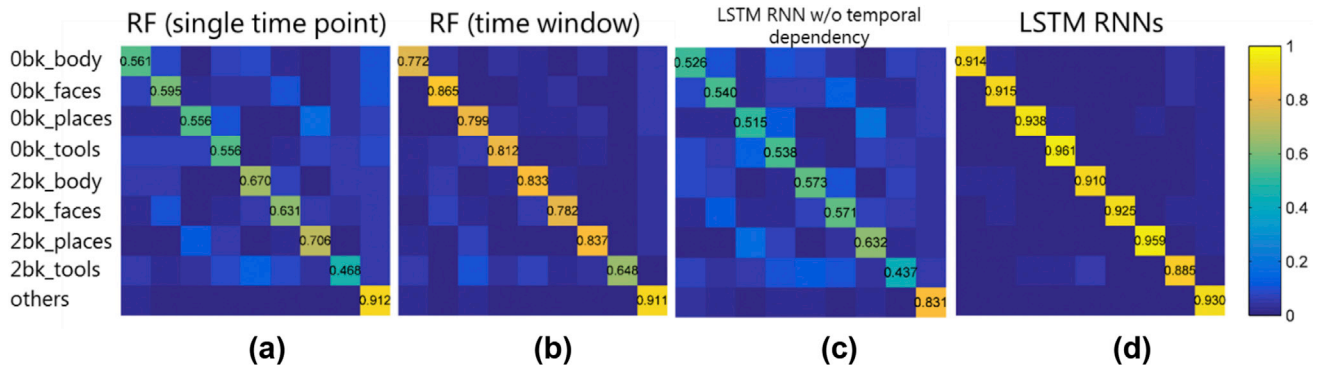 RF (single time point)
RF (time window)
LSTM RNN w/o temporal
dependency
LSTM RNNs
0bk_body
0bk_faces
0bk_places
0bk_tools
2bk_body
2bk_faces
2bk_places
2bk_tools
others
0.561
0.595
0.556
0.556
0.670
0.631
0.706
0.468
0.912
0.772
0.865
0.799
0.812
0.833
0.782
0.837
0.648
0.911
0.526
0.540
0.515
0.538
0.573
0.571
0.632
0.437
0.831
0.914
0.915
0.938
0.961
0.910
0.925
0.959
0.885
0.930
1
0.8
0.6
0.4
0.2
0
(a)
(b)
(c)
(d)